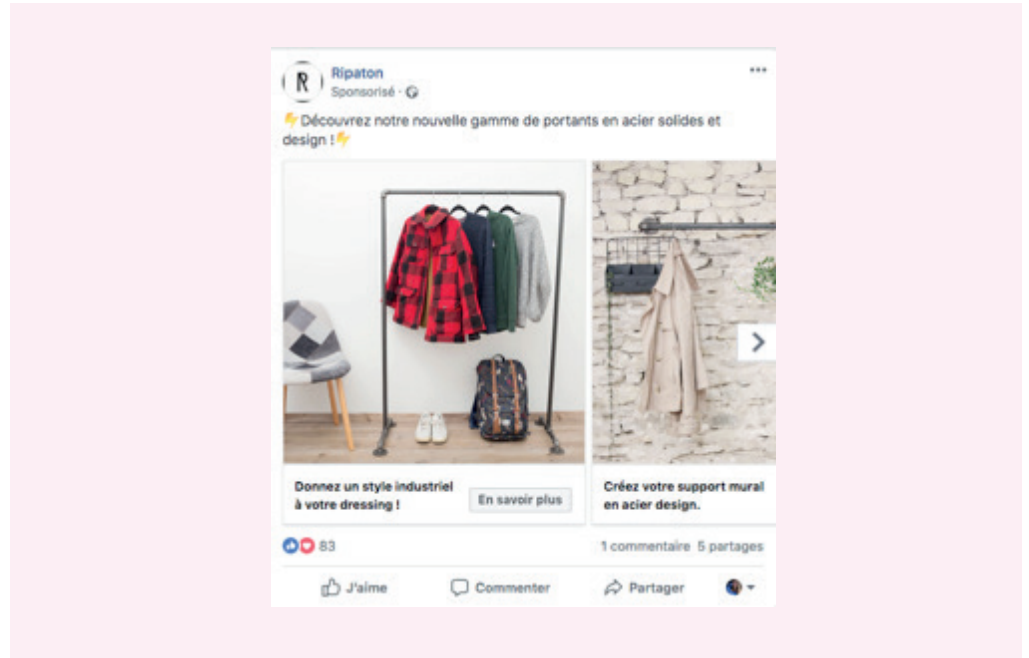 R
Ripaton
Sponsorisé ·
Découvrez notre nouvelle gamme de portants en acier solides et
design !
Donnez un style industriel
à votre dressing !
En savoir plus
Créez votre support mural
en acier design.
83
1 commentaire 5 partages
J'aime
Commenter
Partager